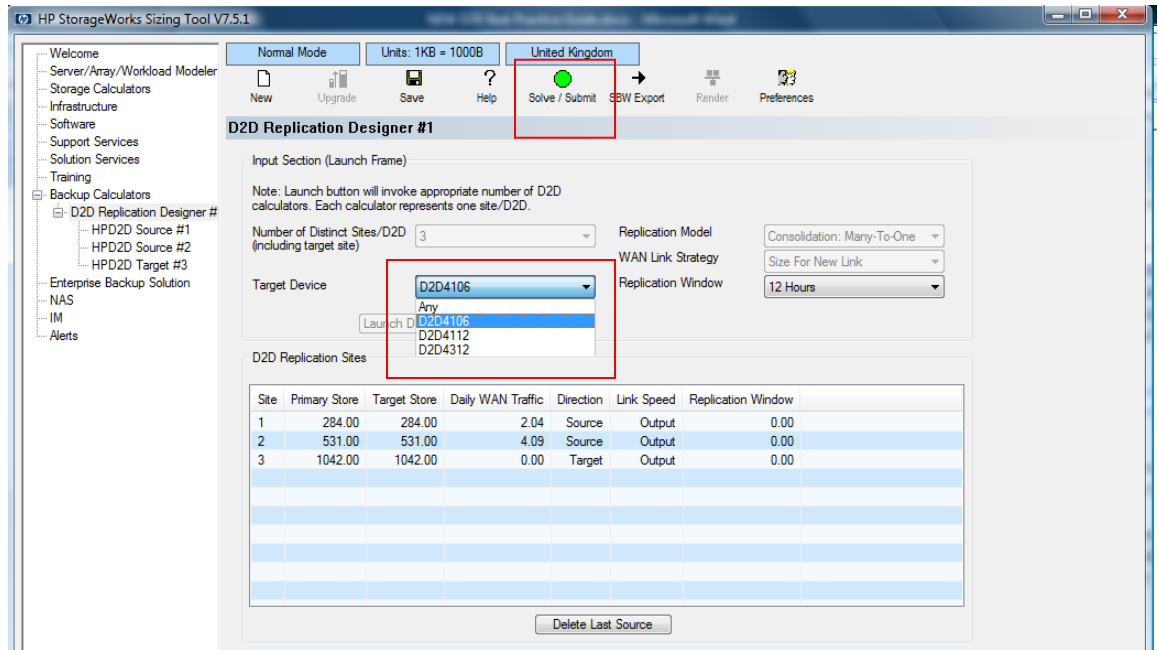 HP StorageWorks Sizing Tool V7.5.1
Welcome
Server/Array/Workload Modeler
Storage Calculators
Infrastructure
Software
Support Services
Solution Services
Training
Backup Calculators
D2D Replication Designer #
HPD2D Source #1
HPD2D Source #2
HPD2D Target #3
Enterprise Backup Solution
NAS
IM
Alerts
Normal Mode Units: 1KB = 1000B United Kingdom
New Upgrade Save Help Solve / Submit SBW Export Render Preferences
D2D Replication Designer #1
Input Section (Launch Frame)
Note: Launch button will invoke appropriate number of D2D
calculators. Each calculator represents one site/D2D.
Number of Distinct Sites/D2D 3 Replication Model Consolidation: Many-To-One
(including target site)
WAN Link Strategy Size For New Link
Target Device D2D4106 Replication Window 12 Hours
Any
Launch D D2D4106
D2D4112
D2D4312
D2D Replication Sites
Site Primary Store Target Store Daily WAN Traffic Direction Link Speed Replication Window
1 284.00 284.00 2.04 Source Output 0.00
2 531.00 531.00 4.09 Source Output 0.00
3 1042.00 1042.00 0.00 Target Output 0.00
Delete Last Source